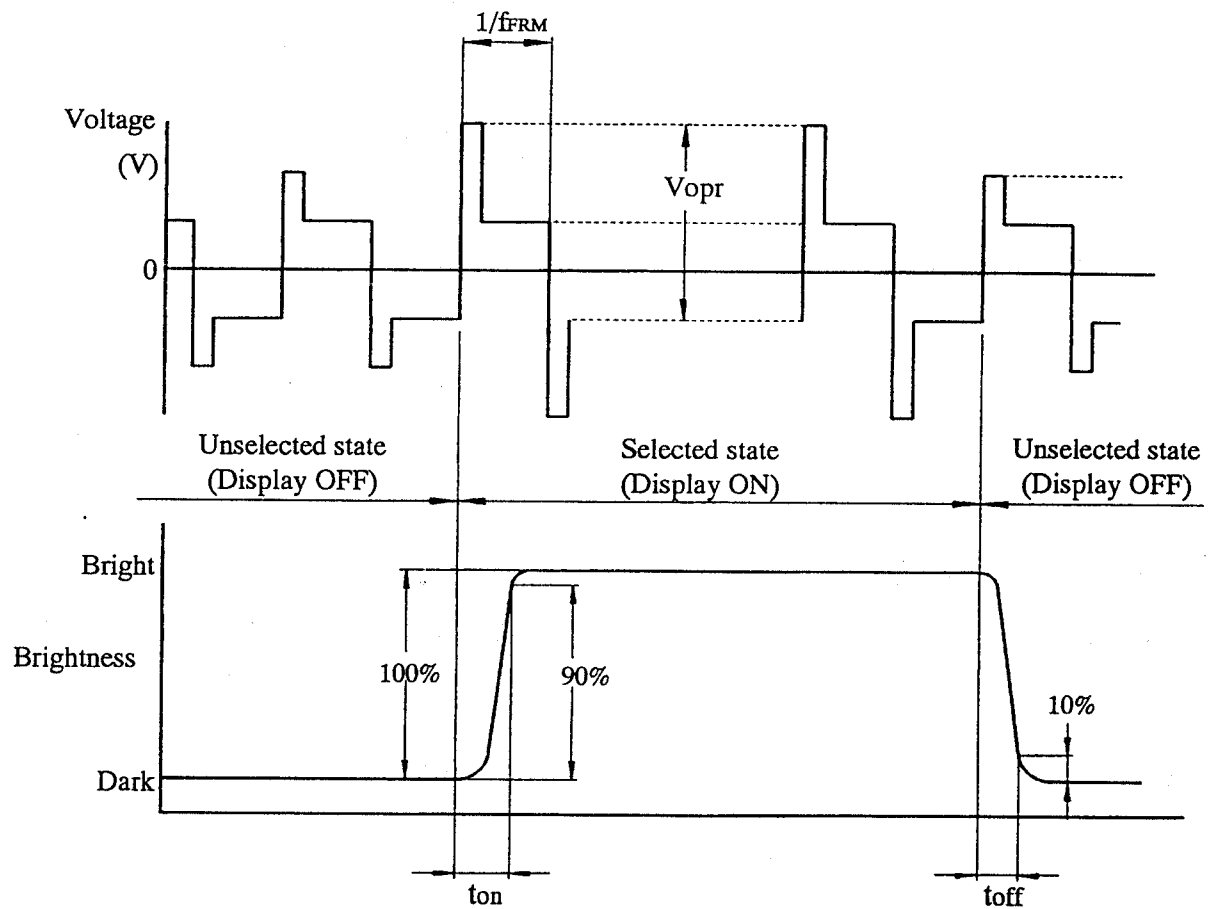 1/fFRM
Voltage
(V)
Vopr
0
Unselected state
(Display OFF)
Selected state
(Display ON)
Unselected state
(Display OFF)
Bright
Brightness
100%
90%
10%
Dark
ton
toff